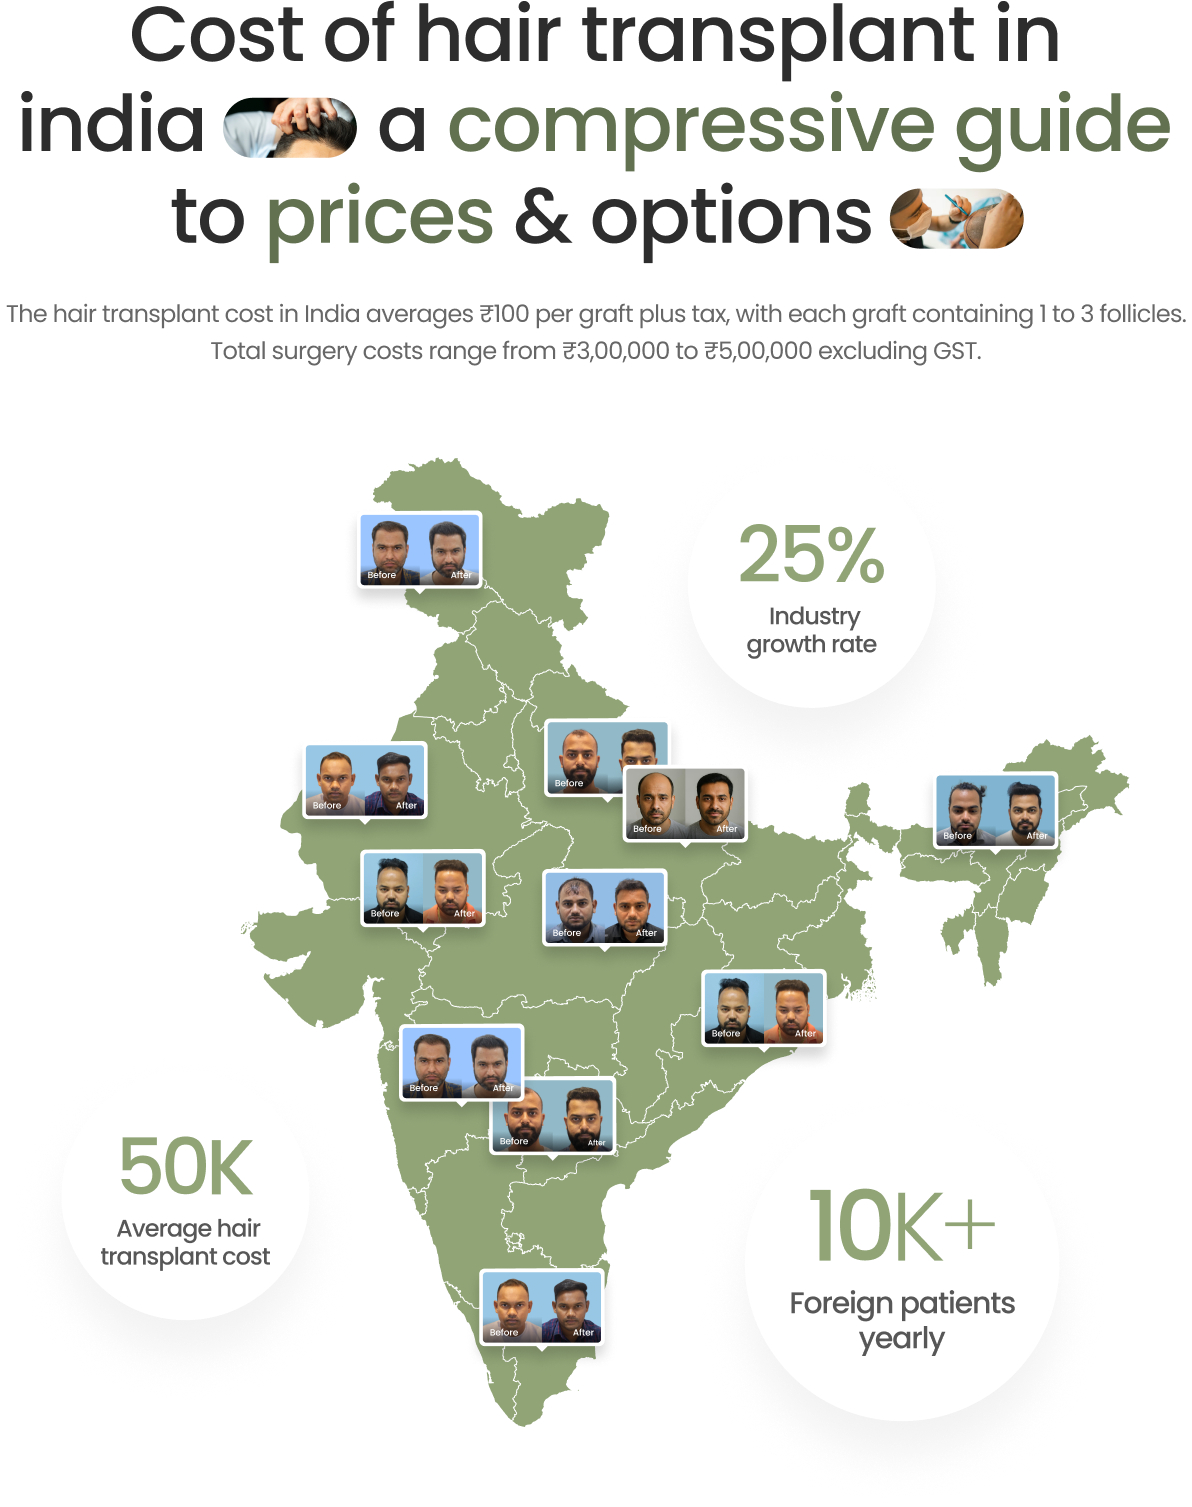 Cost of hair transplant in
india a compressive guide
to prices & options
The hair transplant cost in India averages ₹100 per graft plus tax, with each graft containing 1 to 3 follicles.
Total surgery costs range from ₹3,00,000 to ₹5,00,000 excluding GST.
25%
Industry
growth rate
Before After
Before
Before After
Before After
Before After
Before After
Before After
Before After
Before After
Before After
50K
Average hair
transplant cost
10K+
Foreign patients
yearly
Before After